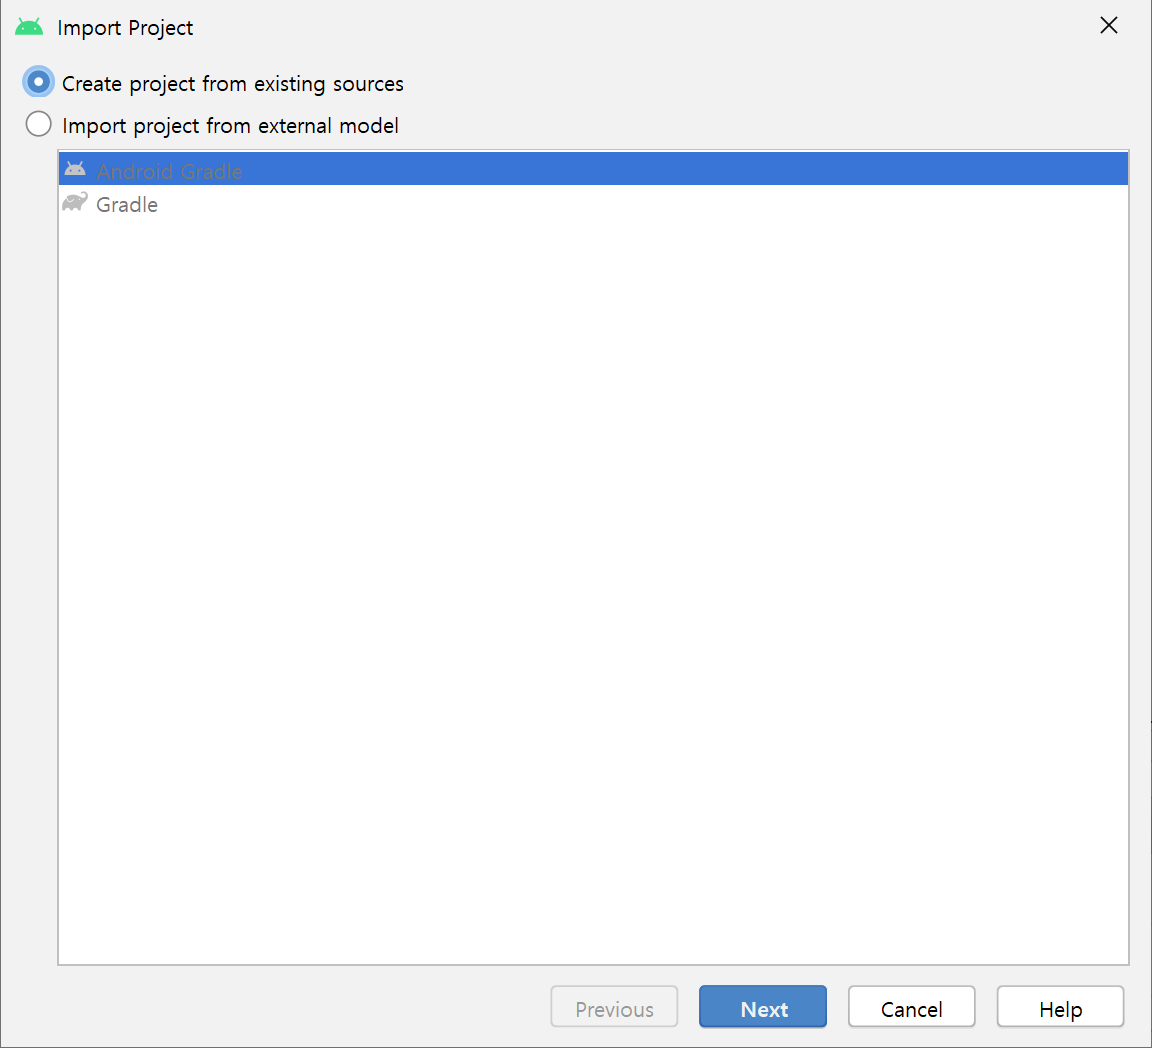 Import Project
Create project from existing sources
Import project from external model
Android Gradle
Gradle
Previous
Next
Cancel
Help